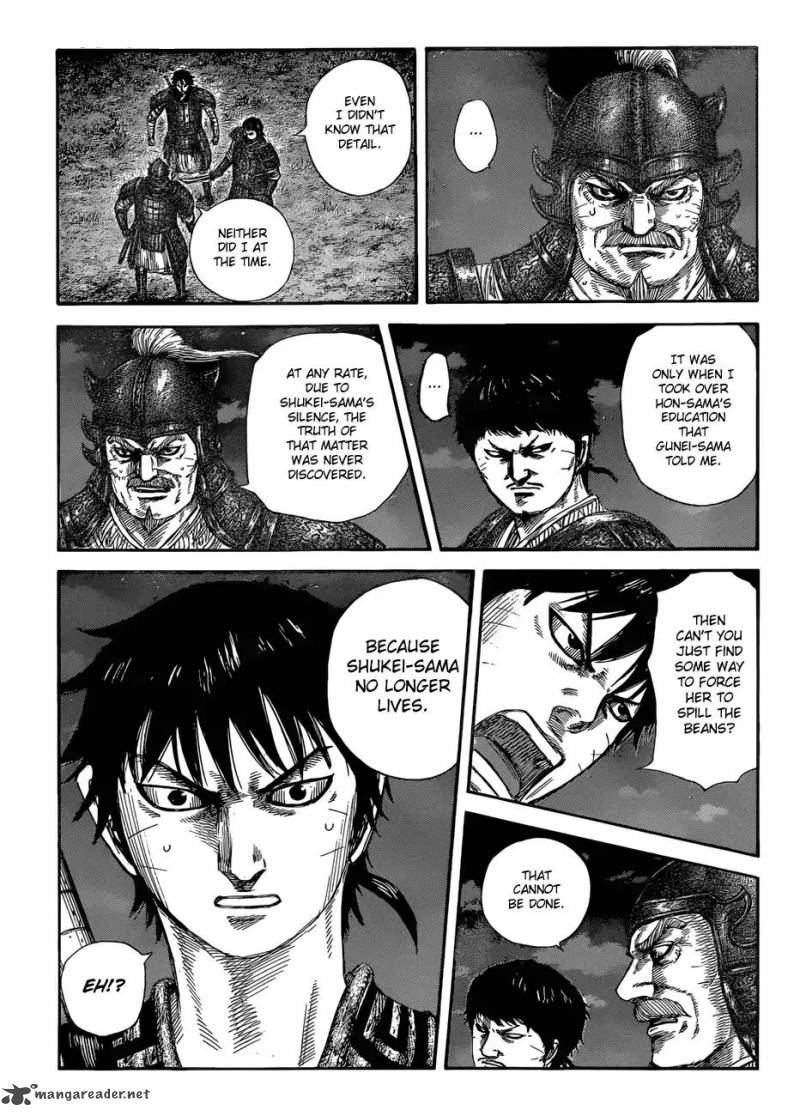 ...
EVEN
I DIDN'T
KNOW THAT
DETAIL.
NEITHER
DID I AT
THE TIME.
IT WAS
ONLY WHEN I
TOOK OVER
HON-SAMA'S
EDUCATION
THAT
GUNEI-SAMA
TOLD ME.
...
AT ANY RATE,
DUE TO
SHUKEI-SAMA'S
SILENCE, THE
TRUTH OF
THAT MATTER
WAS NEVER
DISCOVERED.
THEN
CAN'T YOU
JUST FIND
SOME WAY
TO FORCE
HER TO
SPILL THE
BEANS?
THAT
CANNOT
BE DONE.
BECAUSE
SHUKEI-SAMA
NO LONGER
LIVES.
EH!?
mangareader.net